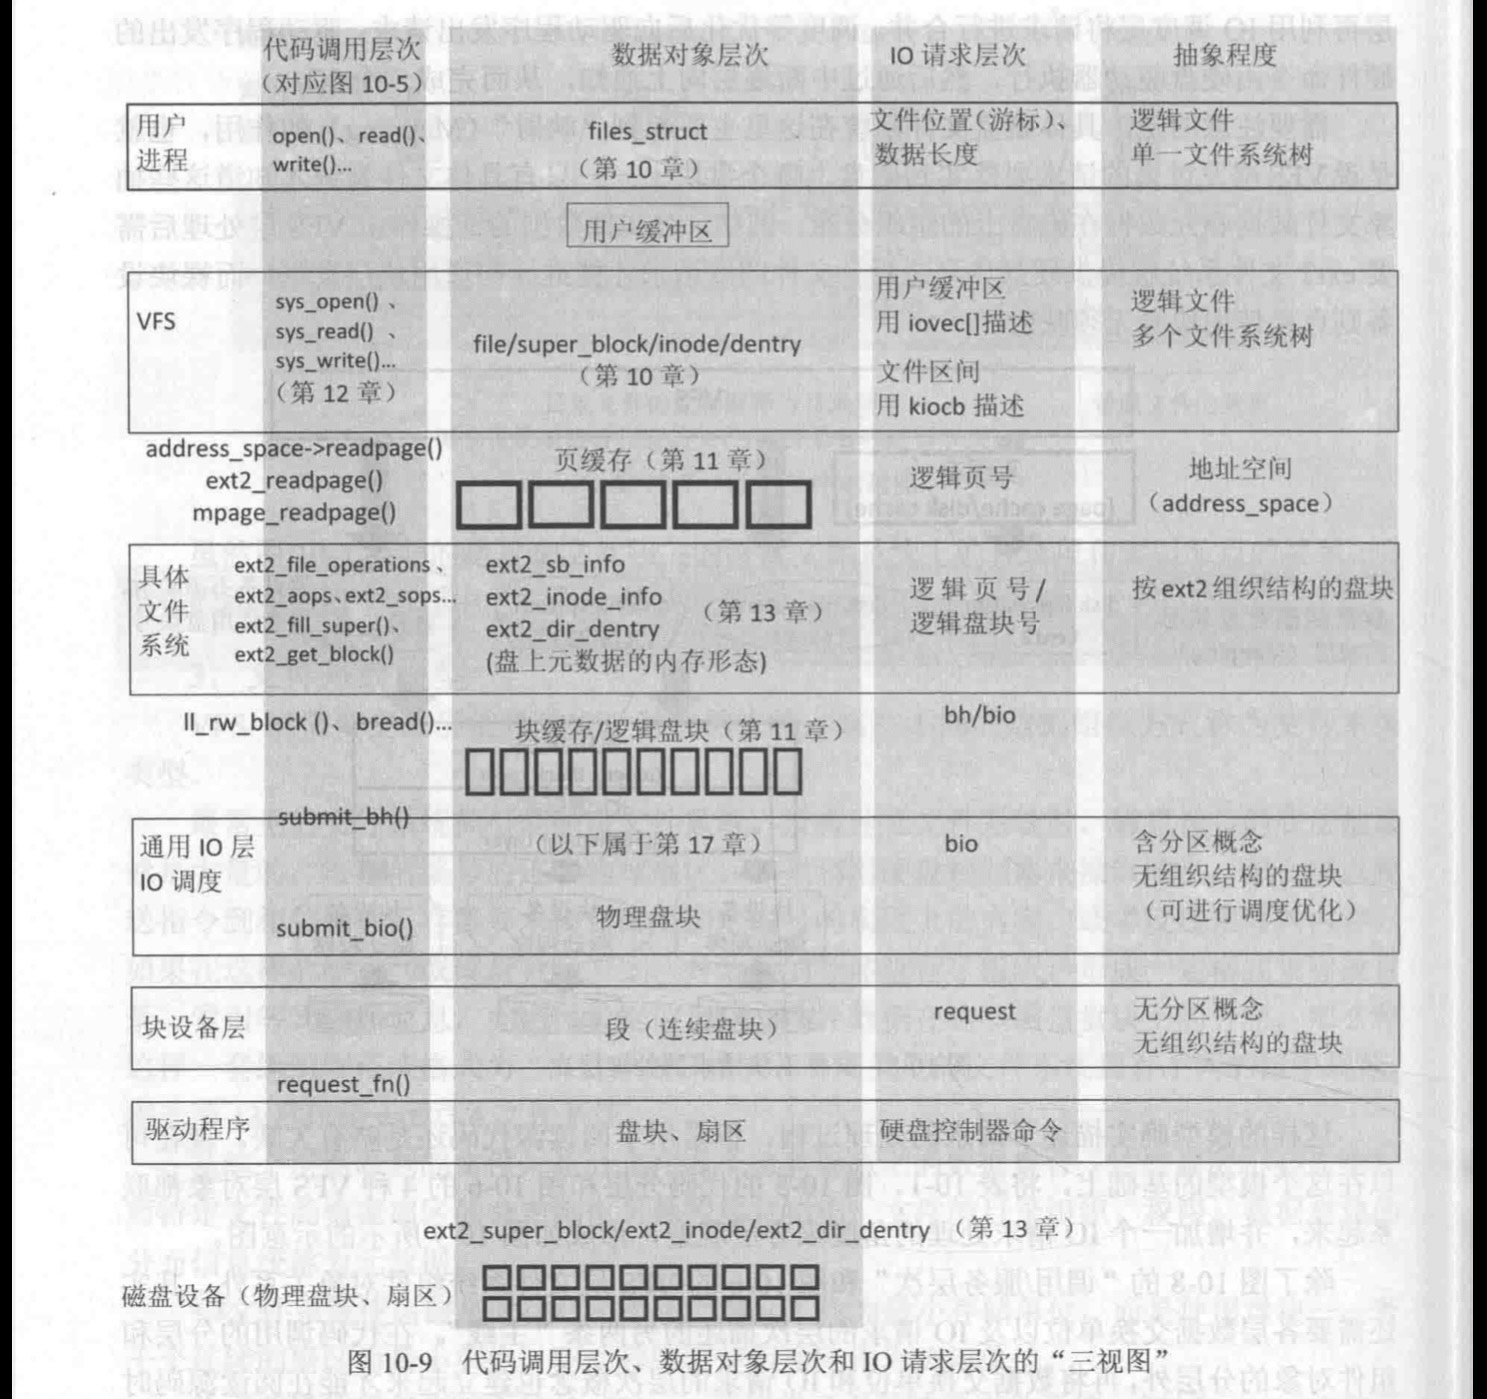 代码调用层次 数据对象层次 IO 请求层次 抽象程度
（对应图 10-5）
用户
进程
open()、read()、
write()...
files_struct
（第 10 章）
文件位置（游标）、
数据长度
逻辑文件
单一文件系统树
用户缓冲区
VFS
sys_open() 、
sys_read() 、
sys_write()...
（第 12 章）
file/super_block/inode/dentry
（第 10 章）
用户缓冲区
用 iovec[]描述
文件区间
用 kiocb 描述
逻辑文件
多个文件系统树
address_space->readpage()
ext2_readpage()
mpage_readpage()
页缓存（第 11 章）
逻辑页号
地址空间
（address_space）
具体
文件
系统
ext2_file_operations 、
ext2_aops、ext2_sops...
ext2_fill_super()、
ext2_get_block()
ext2_sb_info
ext2_inode_info
ext2_dir_dentry
（第 13 章）
(盘上元数据的内存形态)
逻 辑 页 号 /
逻辑盘块号
按 ext2 组织结构的盘块
ll_rw_block ()、bread()...
块缓存/逻辑盘块（第 11 章）
bh/bio
submit_bh()
通用 IO 层
IO 调度
submit_bio()
（以下属于第 17 章）
物理盘块
bio
含分区概念
无组织结构的盘块
（可进行调度优化）
块设备层
段（连续盘块）
request
无分区概念
无组织结构的盘块
request_fn()
驱动程序
盘块、扇区
硬盘控制器命令
ext2_super_block/ext2_inode/ext2_dir_dentry （第 13 章）
磁盘设备（物理盘块、扇区）
图 10-9 代码调用层次、数据对象层次和 IO 请求层次的“三视图”